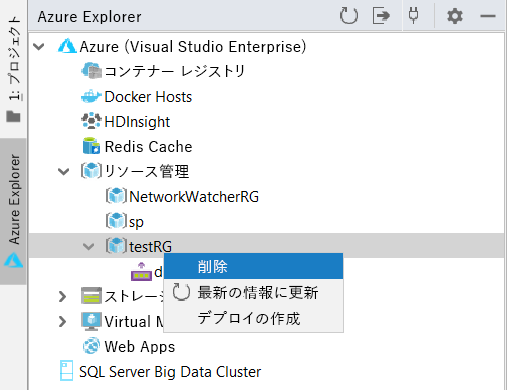 Azure Explorer
1: プロジェクト
Azure Explorer
Azure (Visual Studio Enterprise)
コンテナー レジストリ
Docker Hosts
HDInsight
Redis Cache
リソース管理
NetworkWatcherRG
sp
testRG
d
削除
ストレージ
最新の情報に更新
Virtual M
デプロイの作成
Web Apps
SQL Server Big Data Cluster